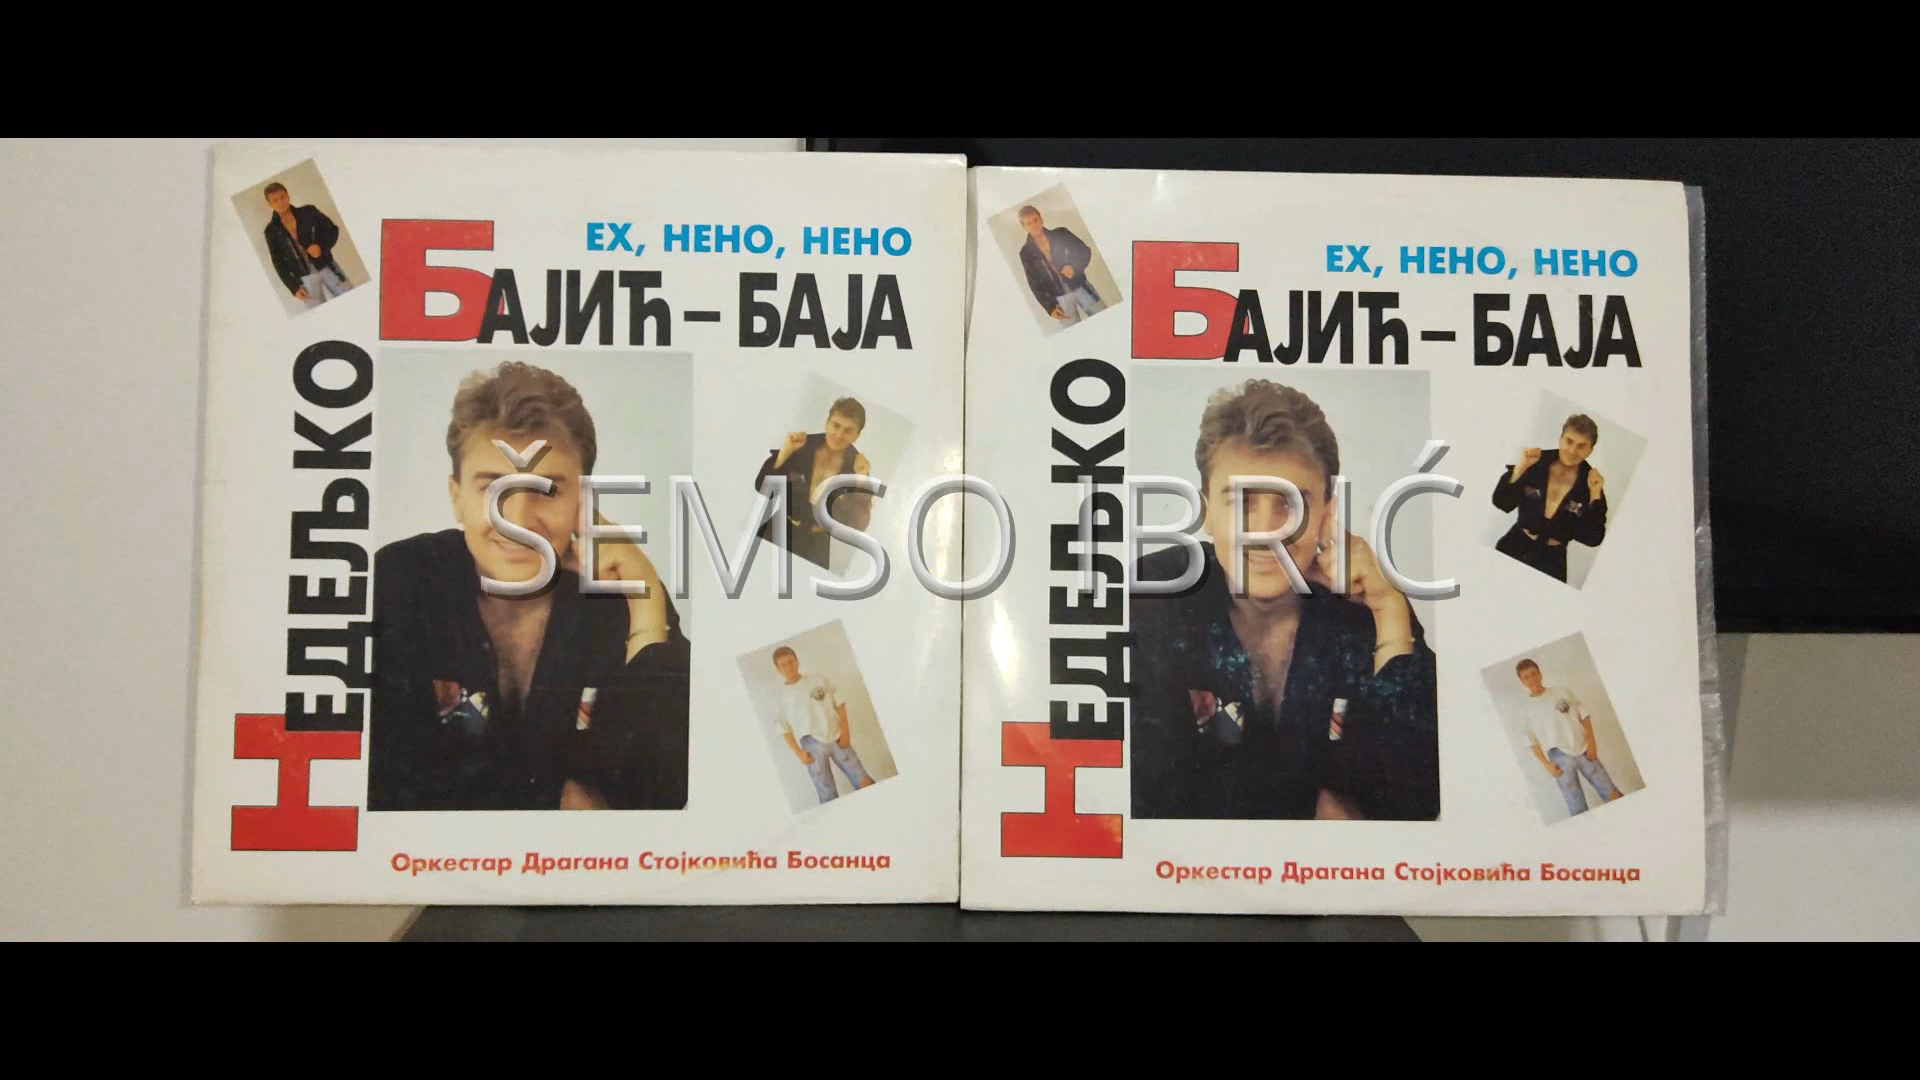 ЕХ, НЕНО, НЕНО
БАЈИЋ – БАЈА
НЕДЕЉКО
Оркестар Драгана Стојковића Босанца
ЕХ, НЕНО, НЕНО
БАЈИЋ – БАЈА
НЕДЕЉКО
Оркестар Драгана Стојковића Босанца
ŠEMSO IBRIĆ